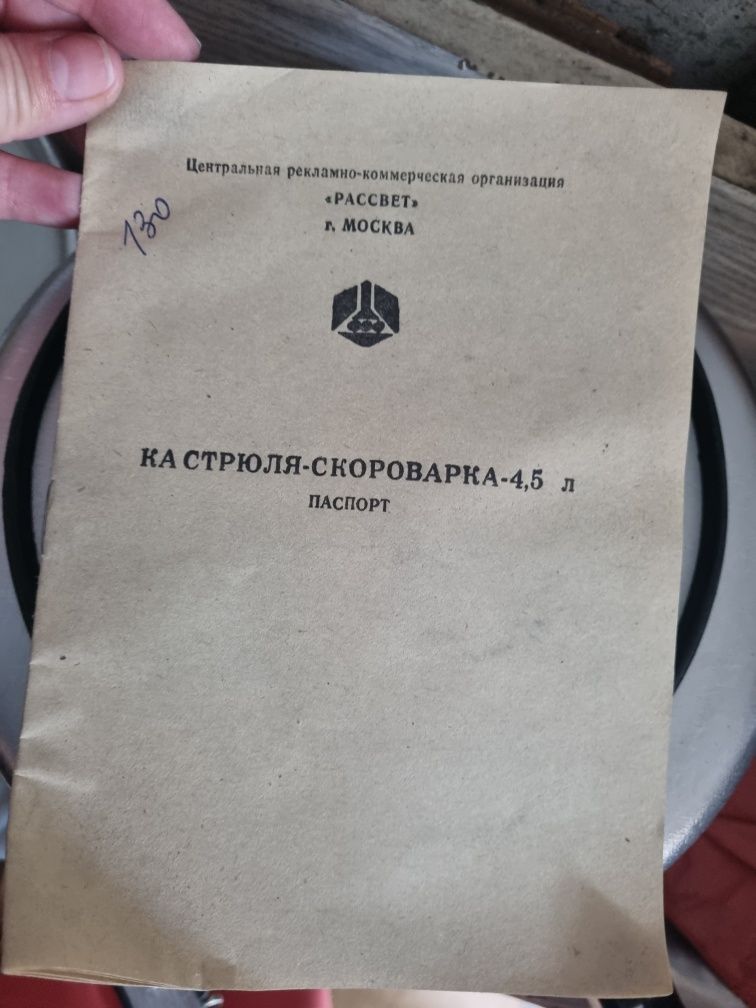 Центральная рекламно-коммерческая организация
«РАССВЕТ»
г. МОСКВА
130
КАСТРЮЛЯ-СКОРОВАРКА-4,5 л
ПАСПОРТ